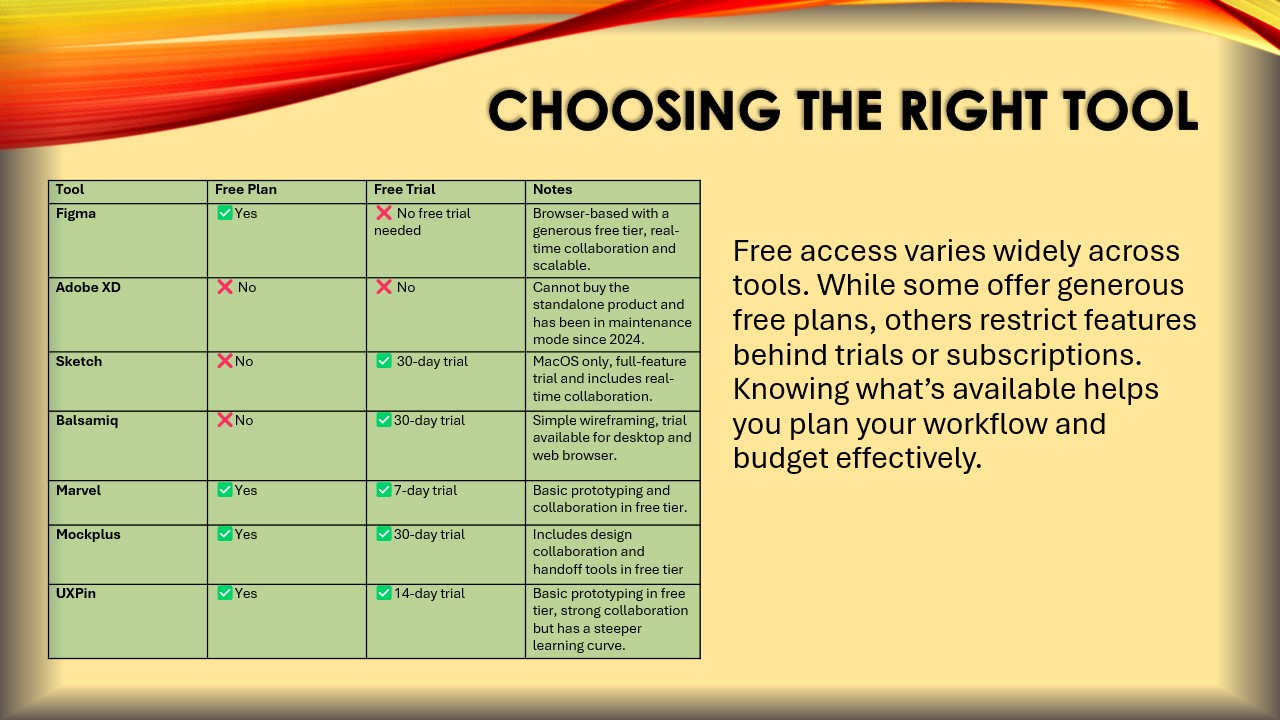 CHOOSING THE RIGHT TOOL
Tool Free Plan Free Trial Notes
Figma ✅Yes ❌ No free trial needed Browser-based with a generous free tier, real-time collaboration and scalable.
Adobe XD ❌ No ❌ No Cannot buy the standalone product and has been in maintenance mode since 2024.
Sketch ❌No ✅ 30-day trial MacOS only, full-feature trial and includes real-time collaboration.
Balsamiq ❌No ✅30-day trial Simple wireframing, trial available for desktop and web browser.
Marvel ✅Yes ✅7-day trial Basic prototyping and collaboration in free tier.
Mockplus ✅Yes ✅30-day trial Includes design collaboration and handoff tools in free tier
UXPin ✅Yes ✅14-day trial Basic prototyping in free tier, strong collaboration but has a steeper learning curve.
Free access varies widely across
tools. While some offer generous
free plans, others restrict features
behind trials or subscriptions.
Knowing what’s available helps
you plan your workflow and
budget effectively.